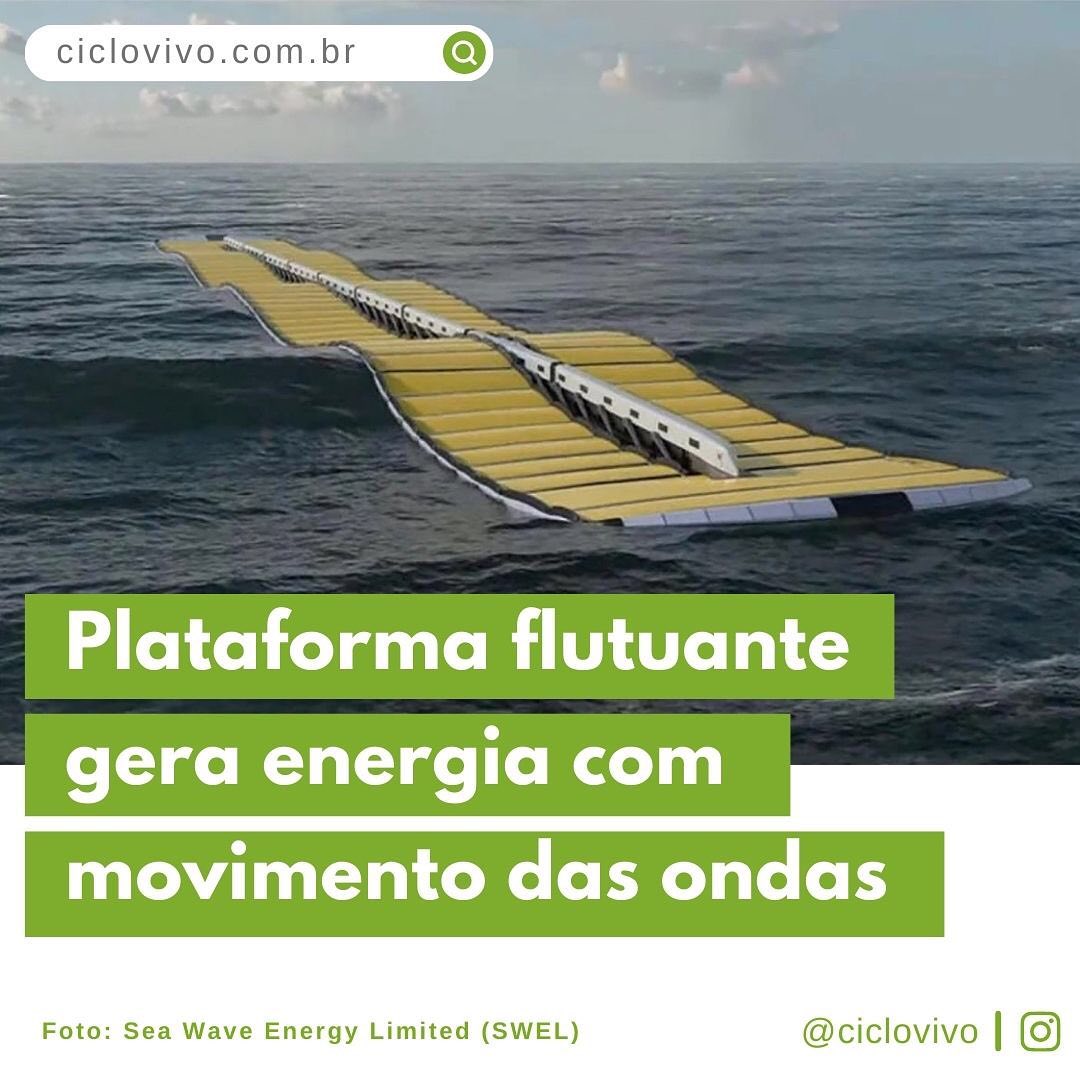 ciclovivo.com.br
Plataforma flutuante
gera energia com
movimento das ondas
Foto: Sea Wave Energy Limited (SWEL)
@ciclovivo |